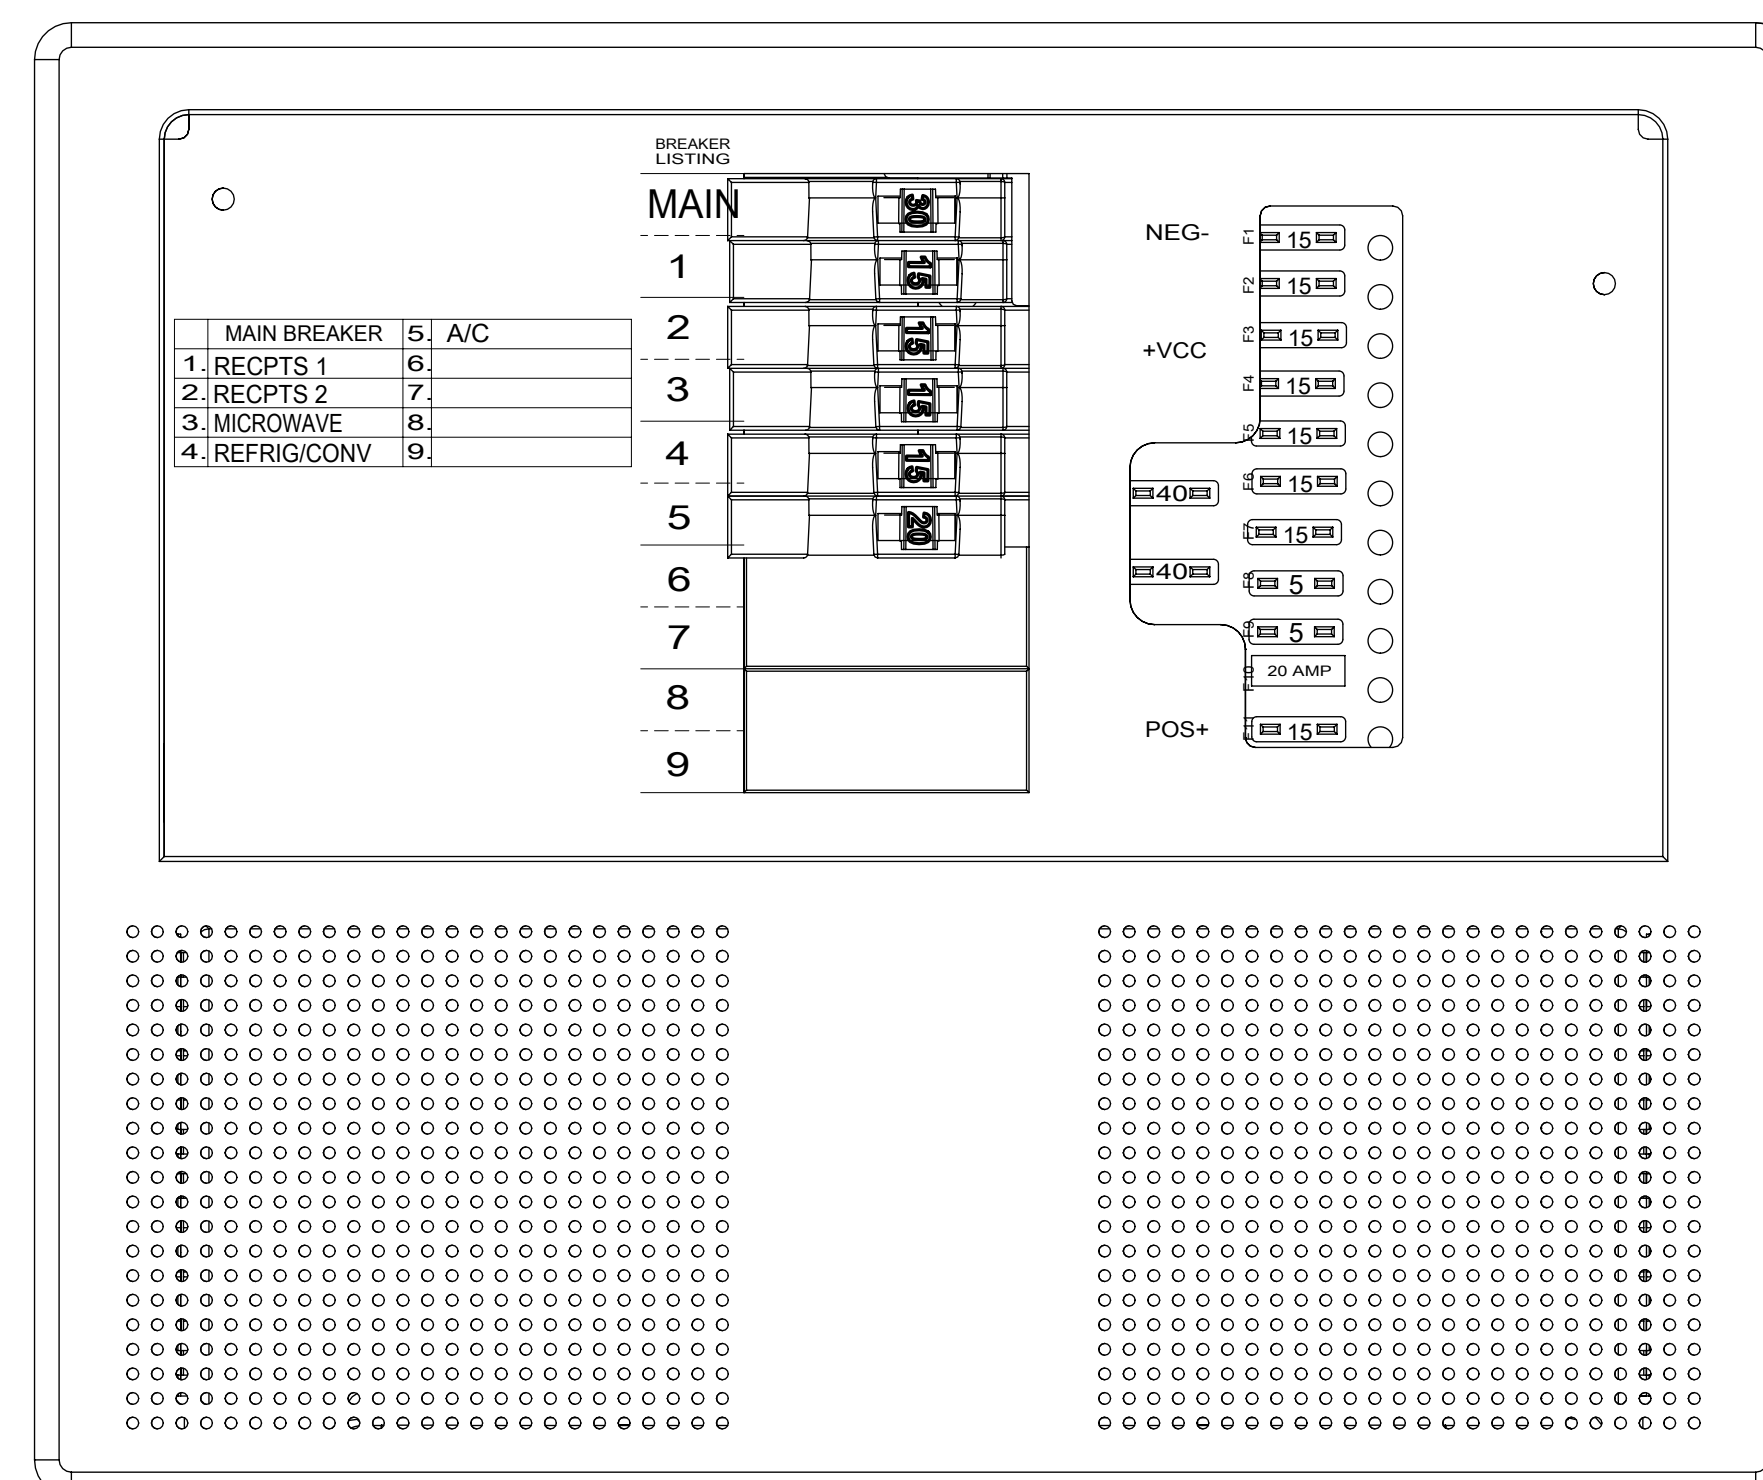 BREAKER
LISTING
MAIN
30
1
15
2
15
3
15
4
15
5
20
6
7
8
9
MAIN BREAKER 5. A/C
1. RECPTS 1 6.
2. RECPTS 2 7.
3. MICROWAVE 8.
4. REFRIG/CONV 9.
NEG-
+VCC
POS+
40
40
F1 15
F2 15
F3 15
F4 15
F5 15
F6 15
F7 15
F8 5
F9 5
F10 20 AMP
F11 15